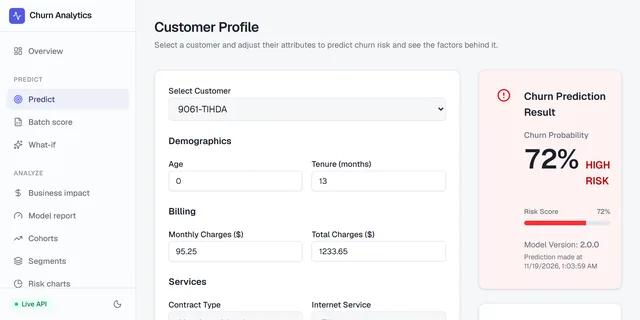 Churn Analytics
Overview
PREDICT
Predict
Batch score
What-if
ANALYZE
Business impact
Model report
Cohorts
Segments
Risk charts
Live API
Customer Profile
Select a customer and adjust their attributes to predict churn risk and see the factors behind it.
Select Customer
9061-TIHDA
Demographics
Age
Tenure (months)
0
13
Billing
Monthly Charges ($)
Total Charges ($)
95.25
1233.65
Services
Contract Type
Internet Service
Churn Prediction
Result
Churn Probability
72% HIGH
RISK
Risk Score
72%
Model Version: 2.0.0
Prediction made at
11/19/2026, 1:03:59 AM